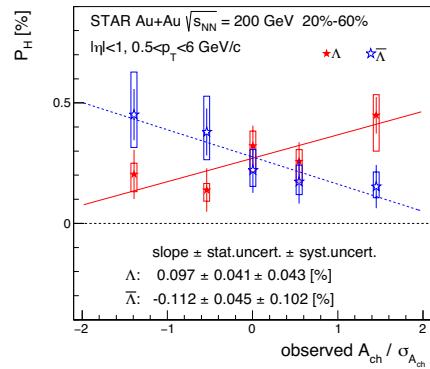 STAR Au+Au √s_NN = 200 GeV 20%-60%
|η|<1, 0.5<p_T<6 GeV/c
★Λ ☆Λ̅
P_H [%]
0.5
0
slope ± stat.uncert. ± syst.uncert.
Λ: 0.097 ± 0.041 ± 0.043 [%]
Λ̅: -0.112 ± 0.045 ± 0.102 [%]
−2 −1 0 1 2
observed A_ch / σ_A_ch